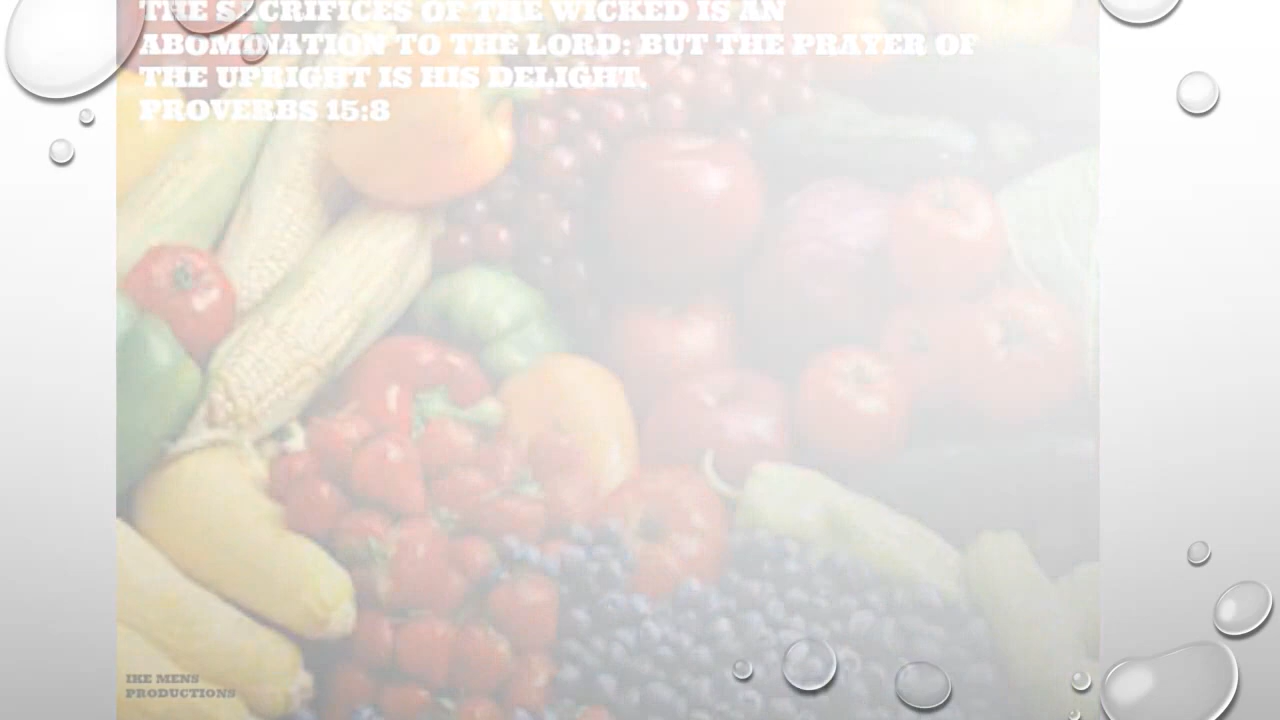 THE SACRIFICES OF THE WICKED IS AN
ABOMINATION TO THE LORD: BUT THE PRAYER OF
THE UPRIGHT IS HIS DELIGHT.
PROVERBS 15:8
IKE MENS
PRODUCTIONS